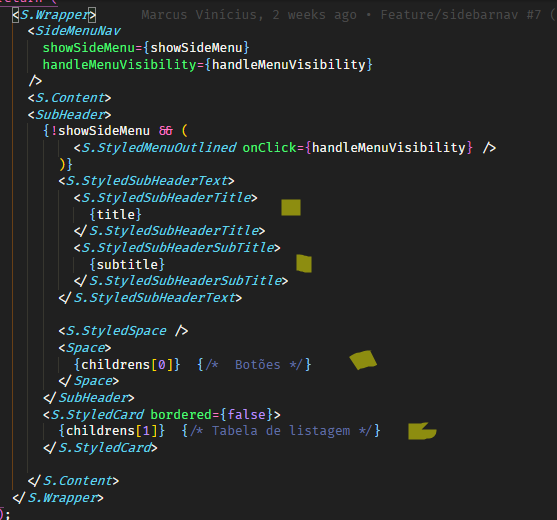 return (
<S.Wrapper> Marcus Vinicius, 2 weeks ago • Feature/sidebarnav #7 (
<SideMenuNav
showSideMenu={showSideMenu}
handleMenuVisibility={handleMenuVisibility}
/>
<S.Content>
<SubHeader>
{!showSideMenu && (
<S.StyledMenuOutlined onClick={handleMenuVisibility} />
)}
<S.StyledSubHeaderText>
<S.StyledSubHeaderTitle>
{title}
</S.StyledSubHeaderTitle>
<S.StyledSubHeaderSubTitle>
{subtitle}
</S.StyledSubHeaderSubTitle>
</S.StyledSubHeaderText>
<S.StyledSpace />
<Space>
{childrens[0]} {/* Botões */}
</Space>
</SubHeader>
<S.StyledCard bordered={false}>
{childrens[1]} {/* Tabela de listagem */}
</S.StyledCard>
</S.Content>
</S.Wrapper>
);